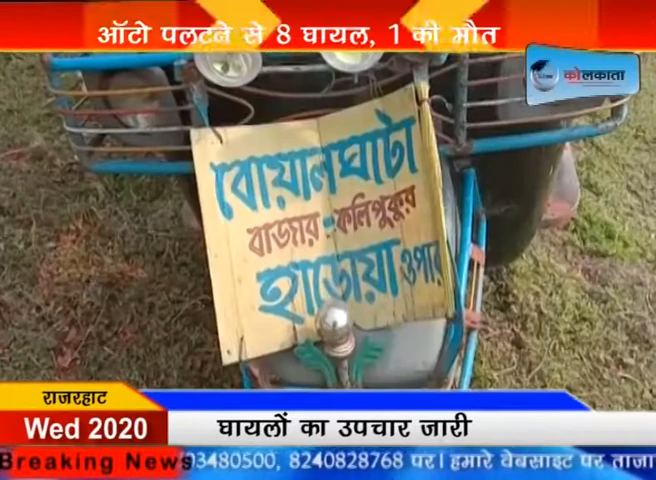 ऑटो पलटने से 8 घायल, 1 की मौत
कोलकाता
বোয়ালঘাটা
বাজার:কলিপুকুর
হাড়োয়া ওপার
राजरहाट
Wed 2020
घायलों का उपचार जारी
Breaking News
03480500, 8240828768 पर। हमारे वेबसाइट पर ताजा